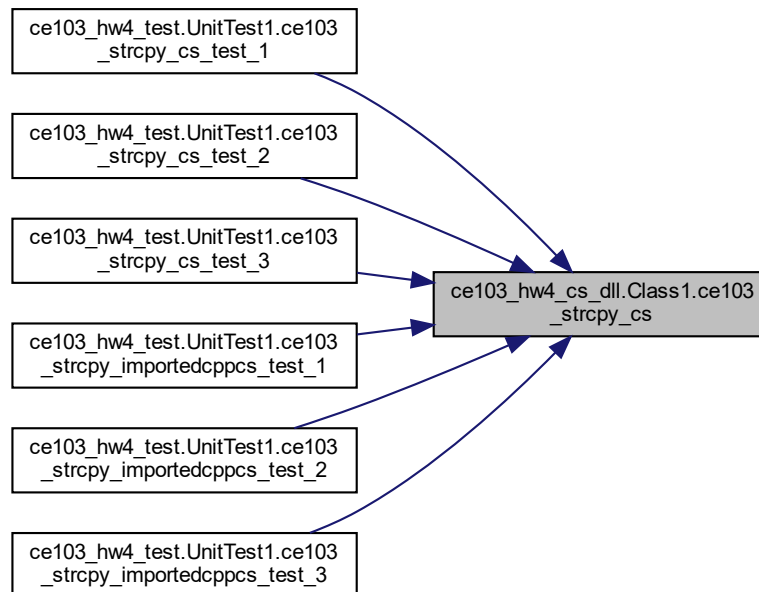 ce103_hw4_test.UnitTest1.ce103
_strcpy_cs_test_1
ce103_hw4_test.UnitTest1.ce103
_strcpy_cs_test_2
ce103_hw4_test.UnitTest1.ce103
_strcpy_cs_test_3
ce103_hw4_cs_dll.Class1.ce103
_strcpy_cs
ce103_hw4_test.UnitTest1.ce103
_strcpy_importedcppcs_test_1
ce103_hw4_test.UnitTest1.ce103
_strcpy_importedcppcs_test_2
ce103_hw4_test.UnitTest1.ce103
_strcpy_importedcppcs_test_3